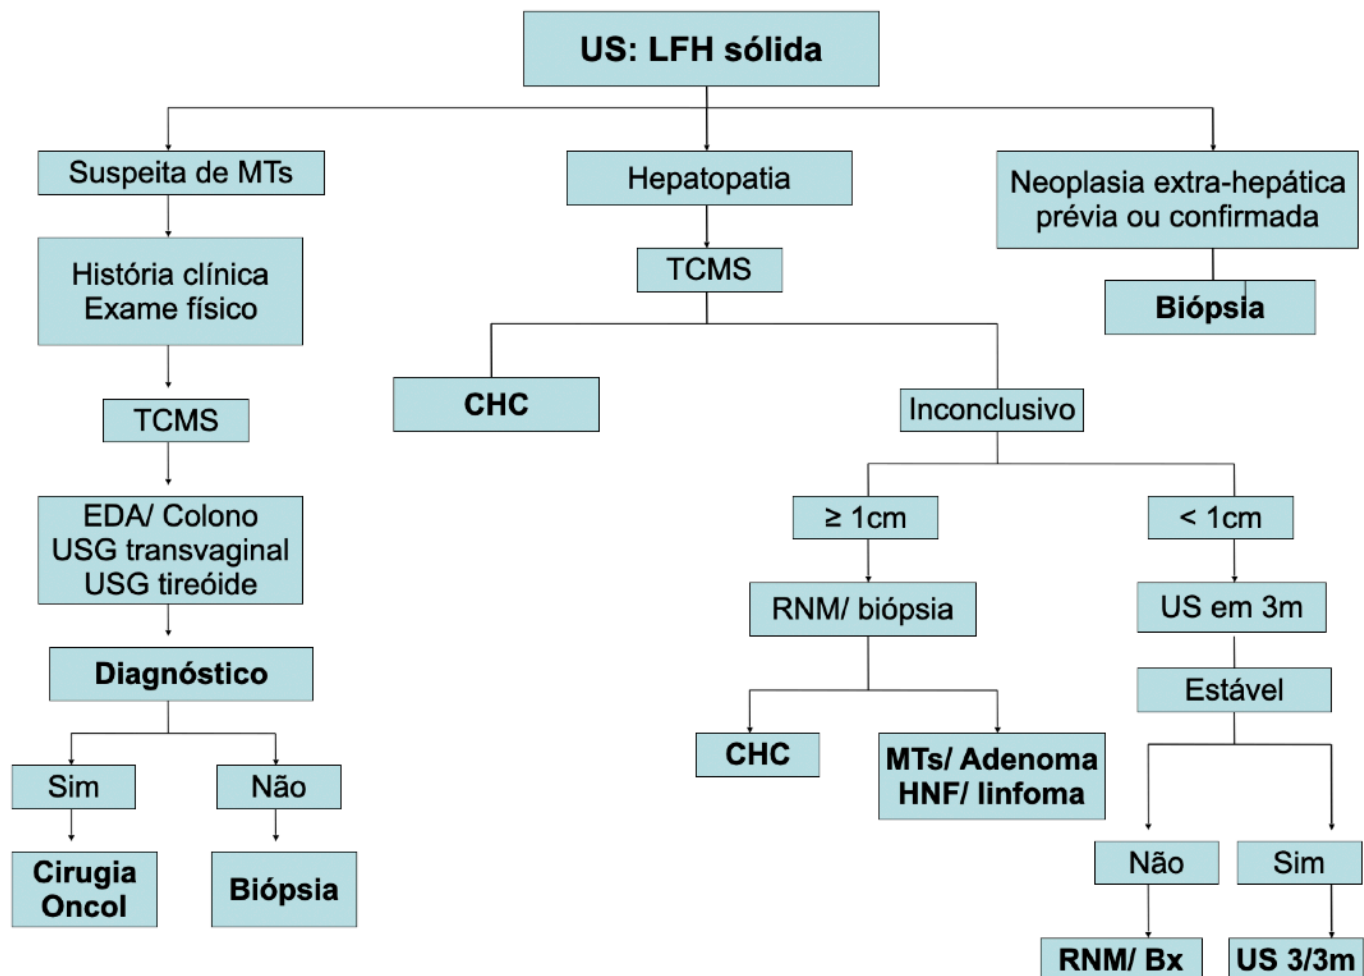 US: LFH sólida
Suspeita de MTs
História clínica
Exame físico
TCMS
EDA/ Colono
USG transvaginal
USG tireóide
Diagnóstico
Sim
Não
Cirugia
Oncol
Biópsia
Hepatopatia
TCMS
CHC
Inconclusivo
≥ 1cm
RNM/ biópsia
CHC
MTs/ Adenoma
HNF/ linfoma
< 1cm
US em 3m
Estável
Não
Sim
RNM/ Bx
US 3/3m
Neoplasia extra-hepática
prévia ou confirmada
Biópsia